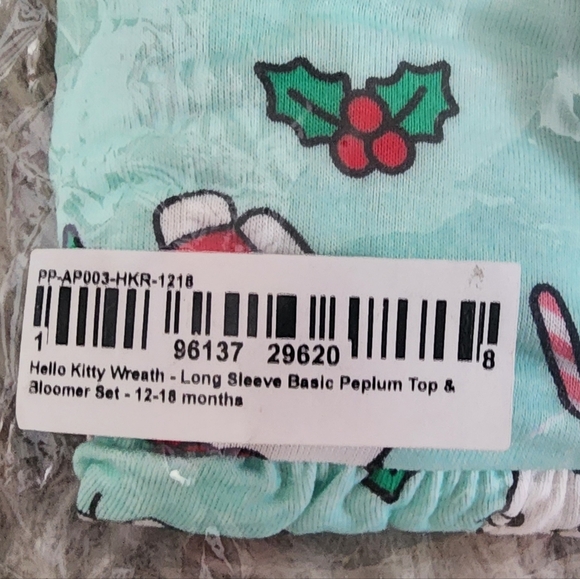 PP-AP003-HKR-1218
1 96137 29620 8
Hello Kitty Wreath - Long Sleeve Basic Peplum Top &
Bloomer Set - 12-18 months